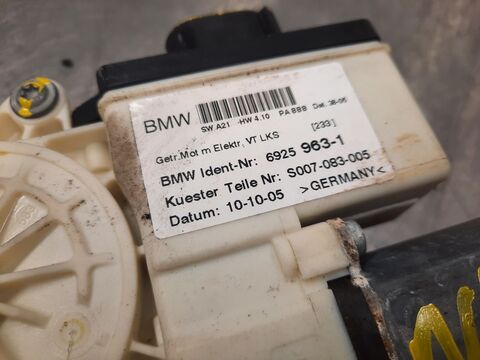 BMW SW A21 HW 4.10 PA 888 Dat. 38-05
Getr.Mot m Elektr. VT LKS [233]
BMW Ident-Nr: 6925 963-1
Kuester Teile Nr: S007-083-005
Datum: 10-10-05 >GERMANY<